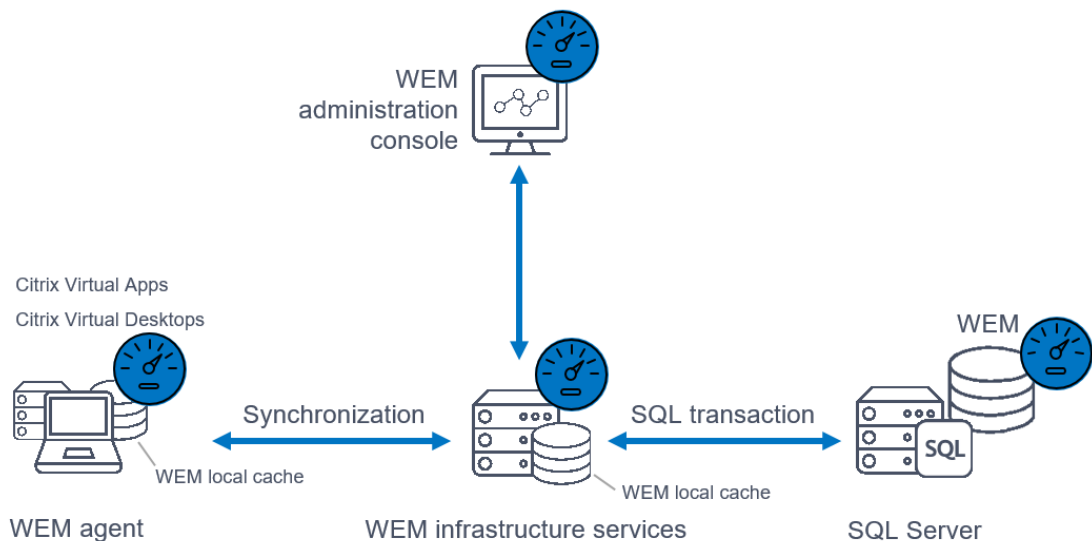 WEM
administration
console
Citrix Virtual Apps
Citrix Virtual Desktops
WEM
Synchronization
SQL transaction
SQL
WEM local cache
WEM local cache
WEM agent
WEM infrastructure services
SQL Server